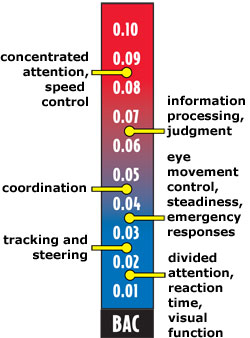 0.10
0.09
concentrated
attention,
speed
control
0.08
0.07
information
processing,
judgment
0.06
0.05
eye
movement
control,
steadiness,
emergency
responses
coordination
0.04
0.03
tracking and
steering
0.02
divided
attention,
reaction
time,
visual
function
0.01
BAC